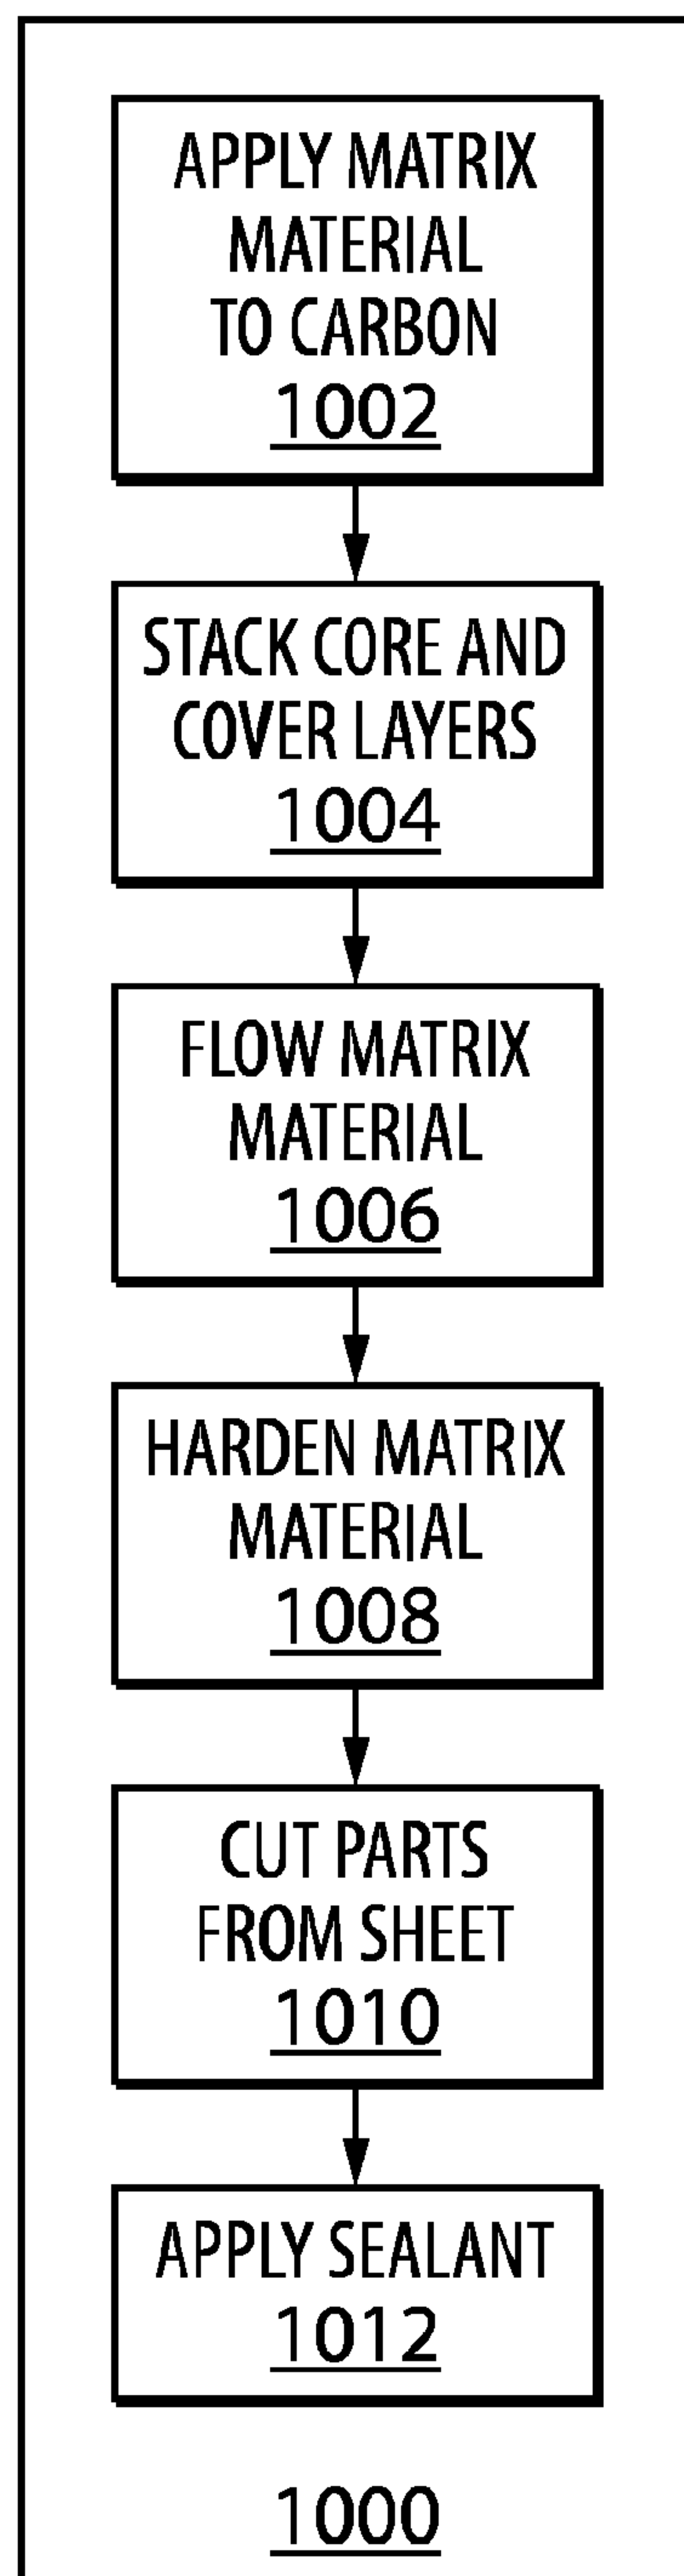 APPLY MATRIX
MATERIAL
TO CARBON
1002
STACK CORE AND
COVER LAYERS
1004
FLOW MATRIX
MATERIAL
1006
HARDEN MATRIX
MATERIAL
1008
CUT PARTS
FROM SHEET
1010
APPLY SEALANT
1012
1000